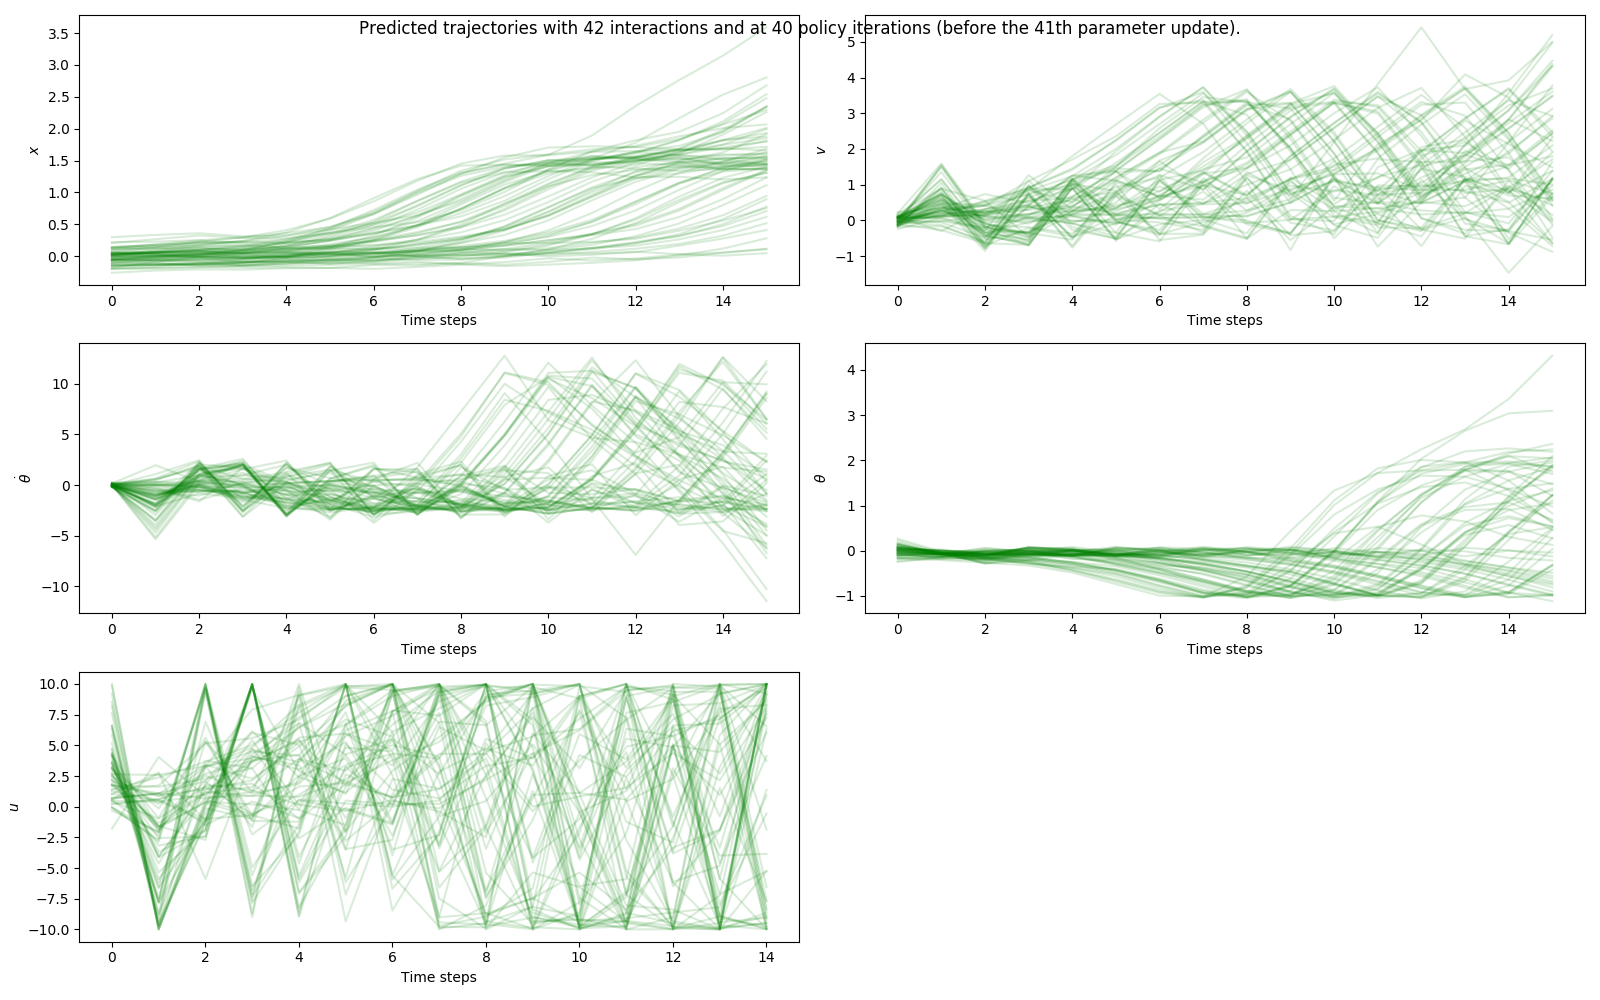 Predicted trajectories with 42 interactions and at 40 policy iterations (before the 41th parameter update).
3.5
3.0
2.5
2.0
1.5
1.0
0.5
0.0
x
0 2 4 6 8 10 12 14
Time steps
5
4
3
2
1
0
−1
v
0 2 4 6 8 10 12 14
Time steps
10
5
0
−5
−10
θ̇
0 2 4 6 8 10 12 14
Time steps
4
3
2
1
0
−1
θ
0 2 4 6 8 10 12 14
Time steps
10.0
7.5
5.0
2.5
0.0
−2.5
−5.0
−7.5
−10.0
u
0 2 4 6 8 10 12 14
Time steps